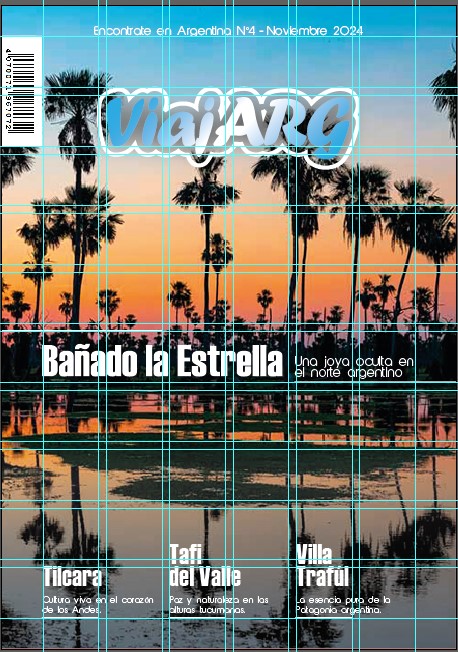 Encontrate en Argentina N°4 - Noviembre 2024
ViajARG
Bañado la Estrella
Una joya oculta en
el norte argentino
Tilcara
Cultura viva en el corazón
de los Andes.
Tafi
del Valle
Paz y naturaleza en las
alturas tucumanas.
Villa
Trafúl
La esencia pura de la
Patagonia argentina.